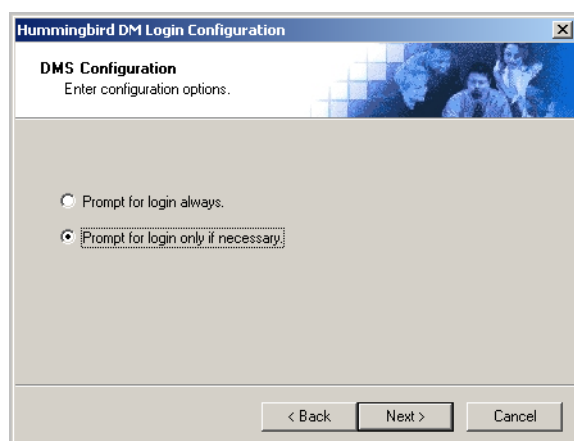 Hummingbird DM Login Configuration
DMS Configuration
Enter configuration options.
Prompt for login always.
Prompt for login only if necessary.
< Back
Next >
Cancel